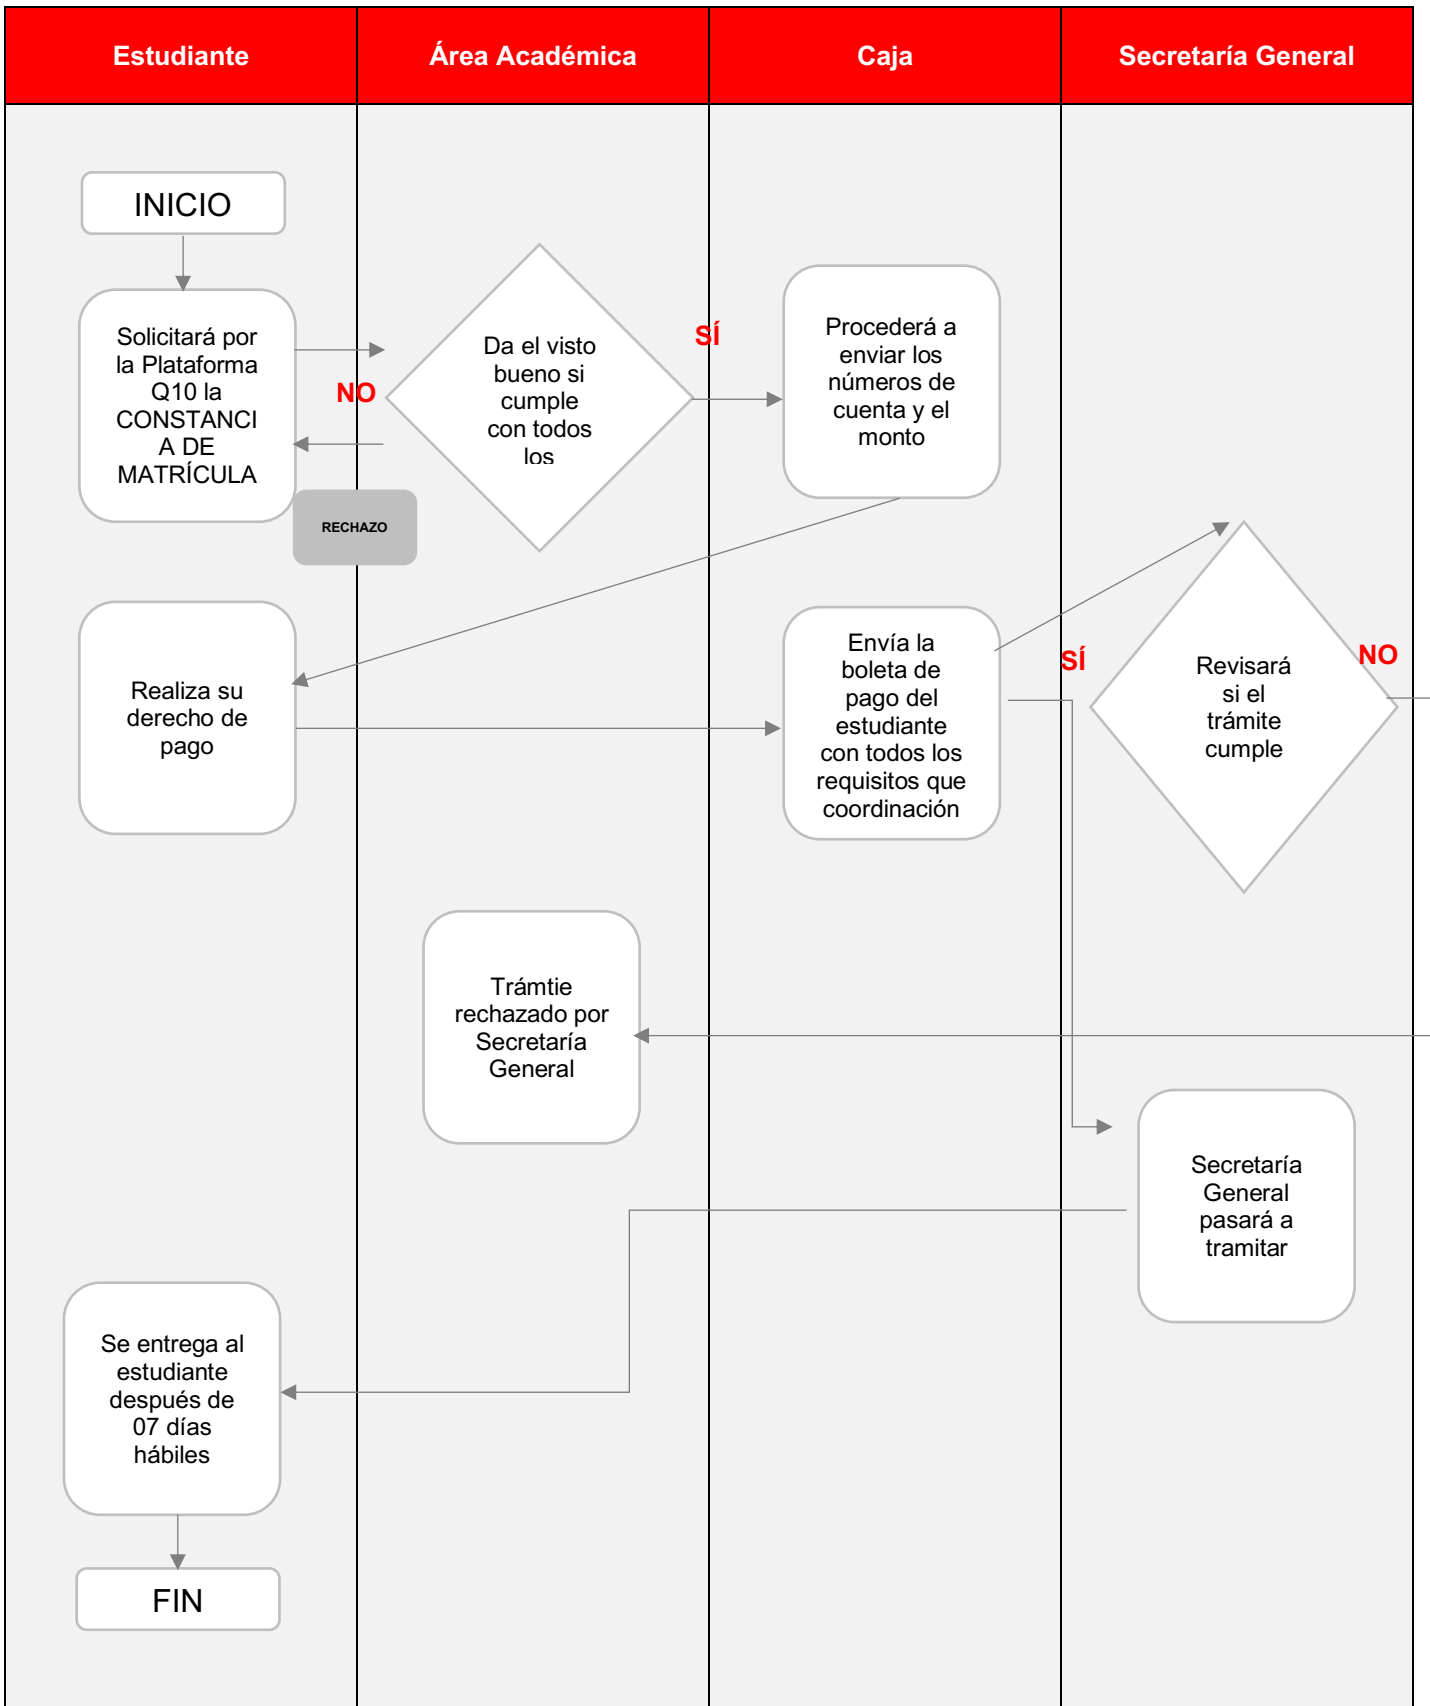 Estudiante
Área Académica
Caja
Secretaría General
INICIO
Solicitará por
la Plataforma
Q10 la
CONSTANCI
A DE
MATRÍCULA
NO
RECHAZO
Da el visto
bueno si
cumple
con todos
los
SÍ
Procederá a
enviar los
números de
cuenta y el
monto
Realiza su
derecho de
pago
Envía la
boleta de
pago del
estudiante
con todos los
requisitos que
coordinación
SÍ
Revisará
si el
trámite
cumple
NO
Trámtie
rechazado por
Secretaría
General
Secretaría
General
pasará a
tramitar
Se entrega al
estudiante
después de
07 días
hábiles
FIN